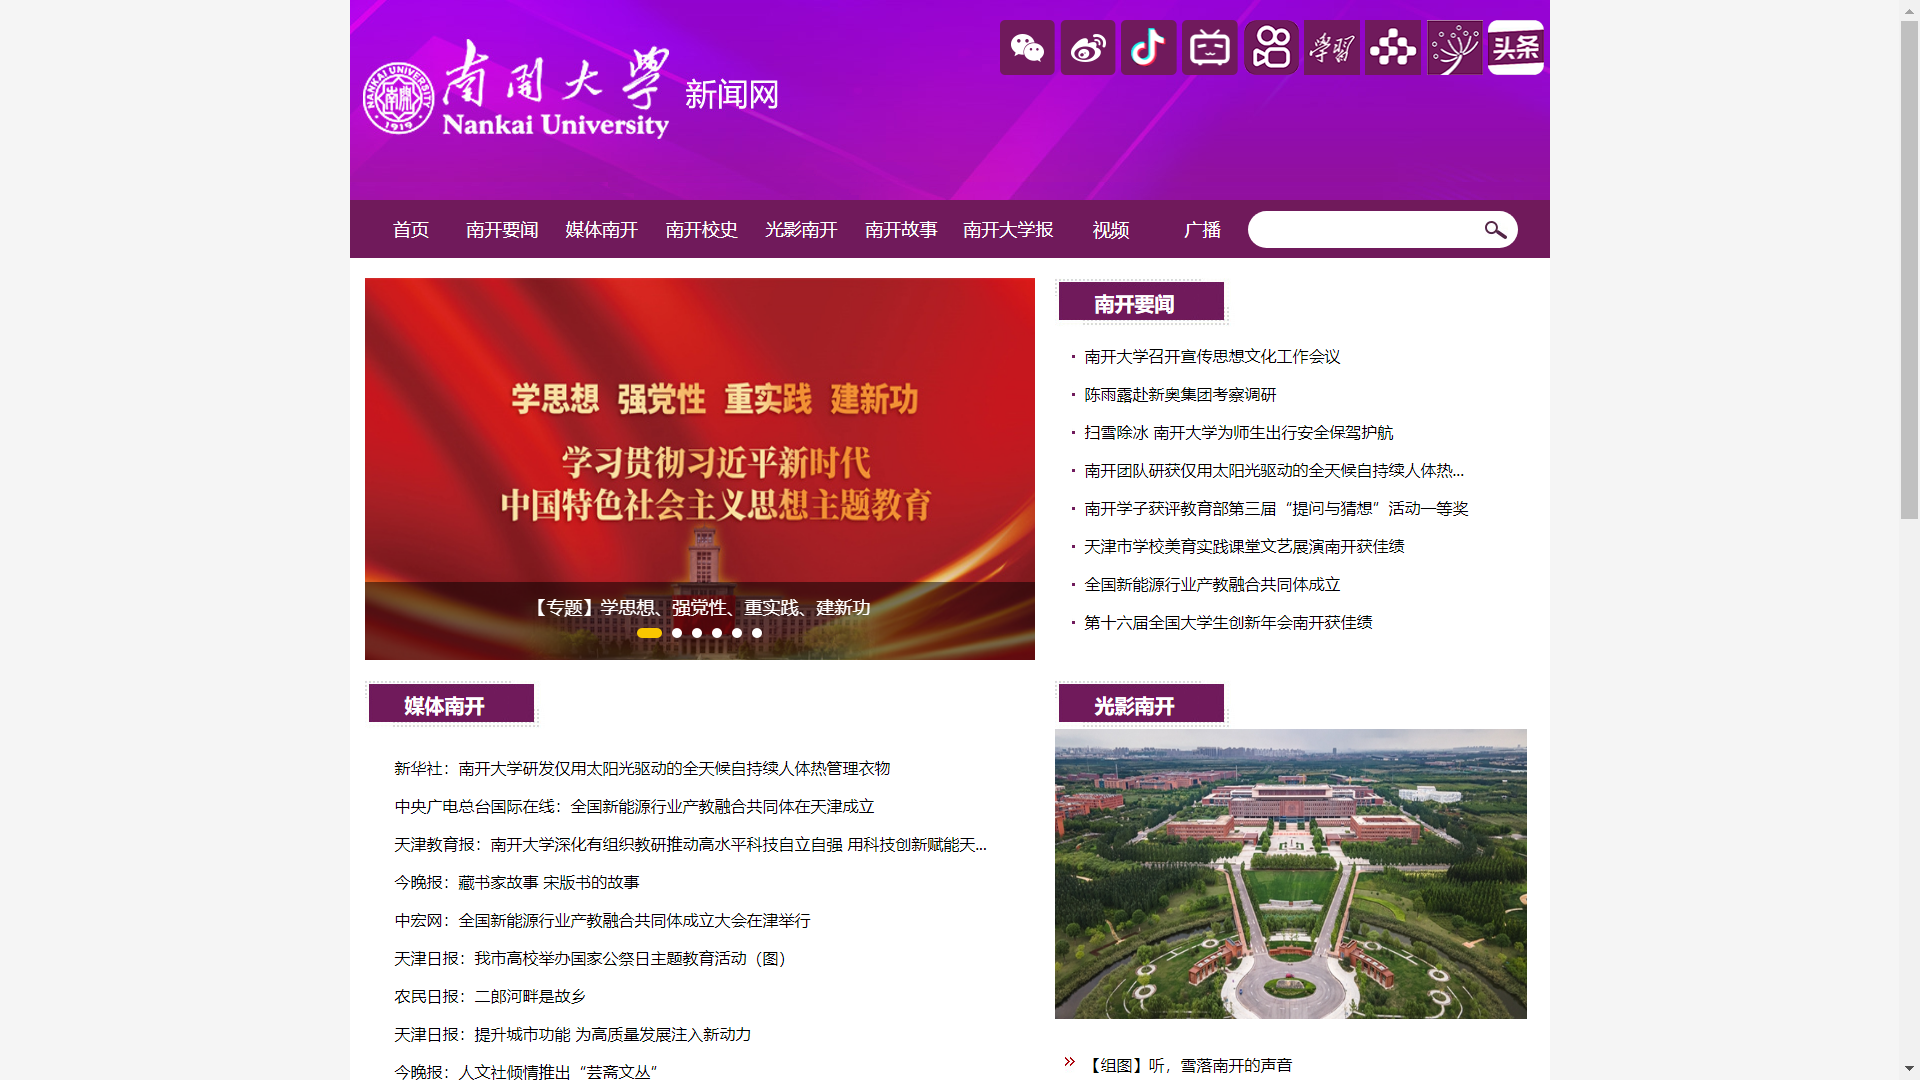 南開大學
Nankai University
新闻网
NANKAI UNIVERSITY
南開
1919
学習
头条
首页 南开要闻 媒体南开 南开校史 光影南开 南开故事 南开大学报 视频 广播
学思想 强党性 重实践 建新功
学习贯彻习近平新时代
中国特色社会主义思想主题教育
【专题】学思想、强党性、重实践、建新功
南开要闻
南开大学召开宣传思想文化工作会议
陈雨露赴新奥集团考察调研
扫雪除冰 南开大学为师生出行安全保驾护航
南开团队研获仅用太阳光驱动的全天候自持续人体热...
南开学子获评教育部第三届“提问与猜想”活动一等奖
天津市学校美育实践课堂文艺展演南开获佳绩
全国新能源行业产教融合共同体成立
第十六届全国大学生创新年会南开获佳绩
媒体南开
新华社：南开大学研发仅用太阳光驱动的全天候自持续人体热管理衣物
中央广电总台国际在线：全国新能源行业产教融合共同体在天津成立
天津教育报：南开大学深化有组织教研推动高水平科技自立自强 用科技创新赋能天...
今晚报：藏书家故事 宋版书的故事
中宏网：全国新能源行业产教融合共同体成立大会在津举行
天津日报：我市高校举办国家公祭日主题教育活动（图）
农民日报：二郎河畔是故乡
天津日报：提升城市功能 为高质量发展注入新动力
今晚报：人文社倾情推出“芸斋文丛”
光影南开
【组图】听，雪落南开的声音